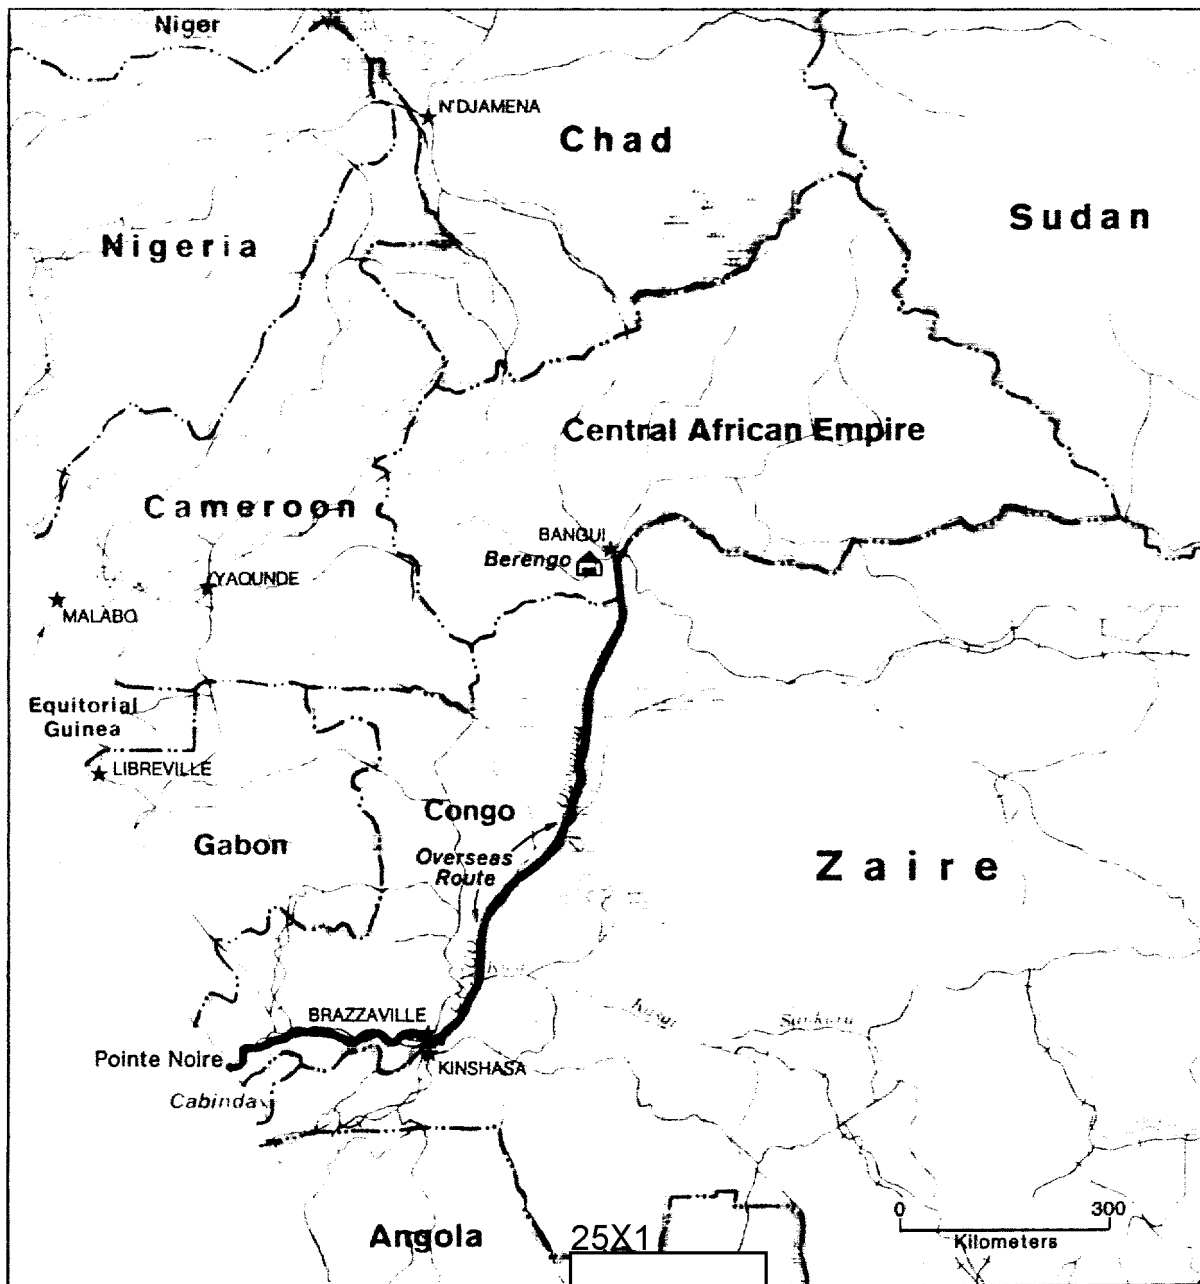 Niger
N'DJAMENA
Chad
Sudan
Nigeria
Central African Empire
Cameroon
BANGUI
Berengo
YAOUNDE
MALABO
Equitorial
Guinea
LIBREVILLE
Congo
Gabon
Overseas
Route
Zaire
BRAZZAVILLE
Pointe Noire
KINSHASA
Cabinda
0 300
Kilometers
Angola
25X1